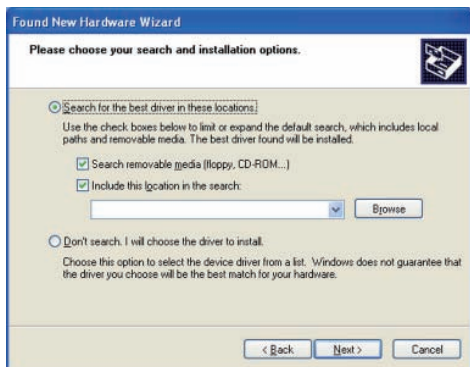 Found New Hardware Wizard
Please choose your search and installation options.
Search for the best driver in these locations.
Use the check boxes below to limit or expand the default search, which includes local
paths and removable media. The best driver found will be installed.
Search removable media (floppy, CD-ROM...)
Include this location in the search:
Browse
Don't search. I will choose the driver to install.
Choose this option to select the device driver from a list. Windows does not guarantee that
the driver you choose will be the best match for your hardware.
< Back Next > Cancel